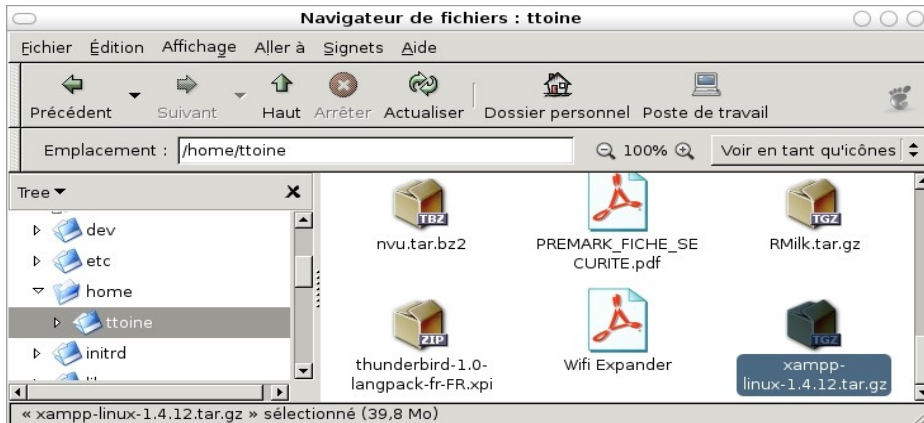 Navigateur de fichiers : ttoine
Fichier Édition Affichage Aller à Signets Aide
Précédent Suivant Haut Arrêter Actualiser Dossier personnel Poste de travail
Emplacement : /home/ttoine 100% Voir en tant qu'icônes
Tree
dev
etc
home
ttoine
initrd
TBZ
nvu.tar.bz2
PREMARK_FICHE_SE
CURITE.pdf
TGZ
RMilk.tar.gz
ZIP
thunderbird-1.0-
langpack-fr-FR.xpi
Wifi Expander
TGZ
xampp-
linux-1.4.12.tar.gz
« xampp-linux-1.4.12.tar.gz » sélectionné (39,8 Mo)